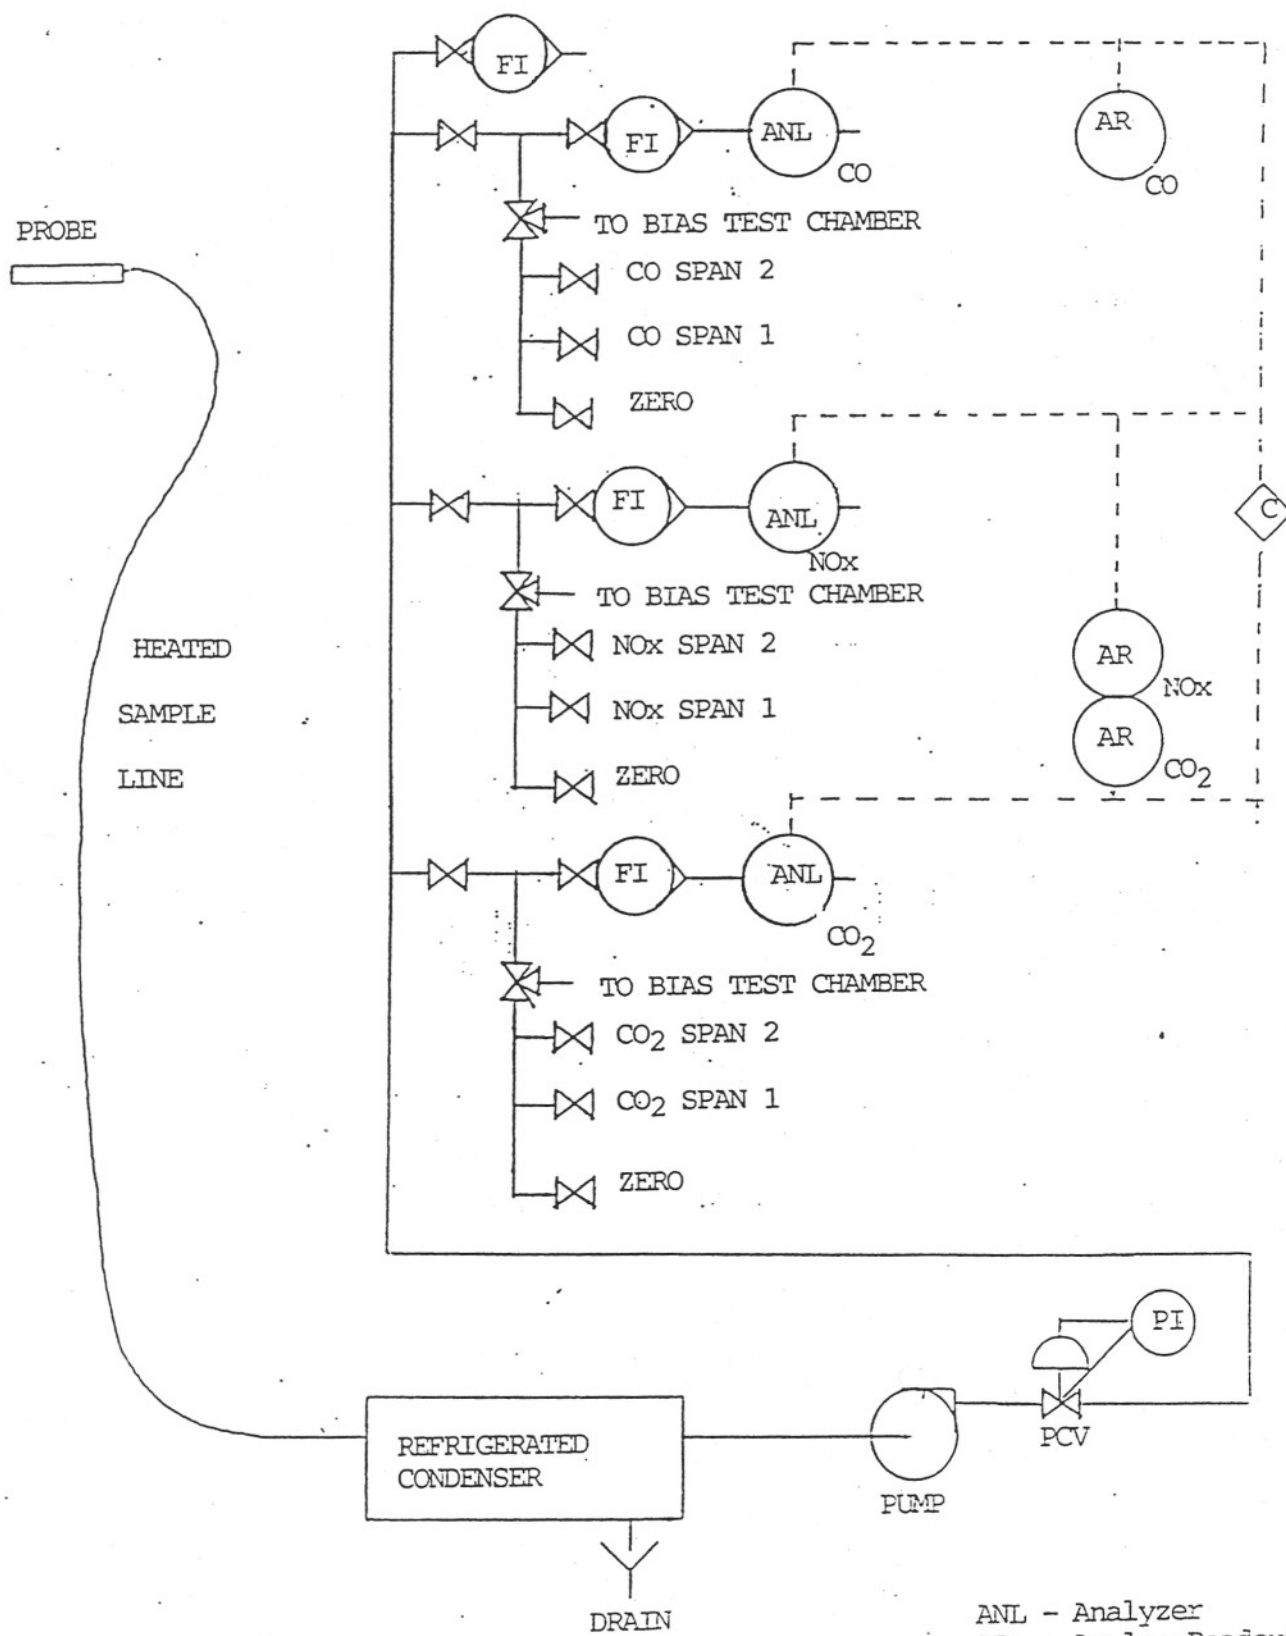 FI
FI
ANL
CO
AR
CO
PROBE
TO BIAS TEST CHAMBER
CO SPAN 2
CO SPAN 1
ZERO
FI
ANL
NOx
C
TO BIAS TEST CHAMBER
NOx SPAN 2
NOx SPAN 1
ZERO
HEATED
SAMPLE
LINE
AR
NOx
AR
CO2
FI
ANL
CO2
TO BIAS TEST CHAMBER
CO2 SPAN 2
CO2 SPAN 1
ZERO
PI
PCV
REFRIGERATED
CONDENSER
PUMP
DRAIN
ANL - Analyzer